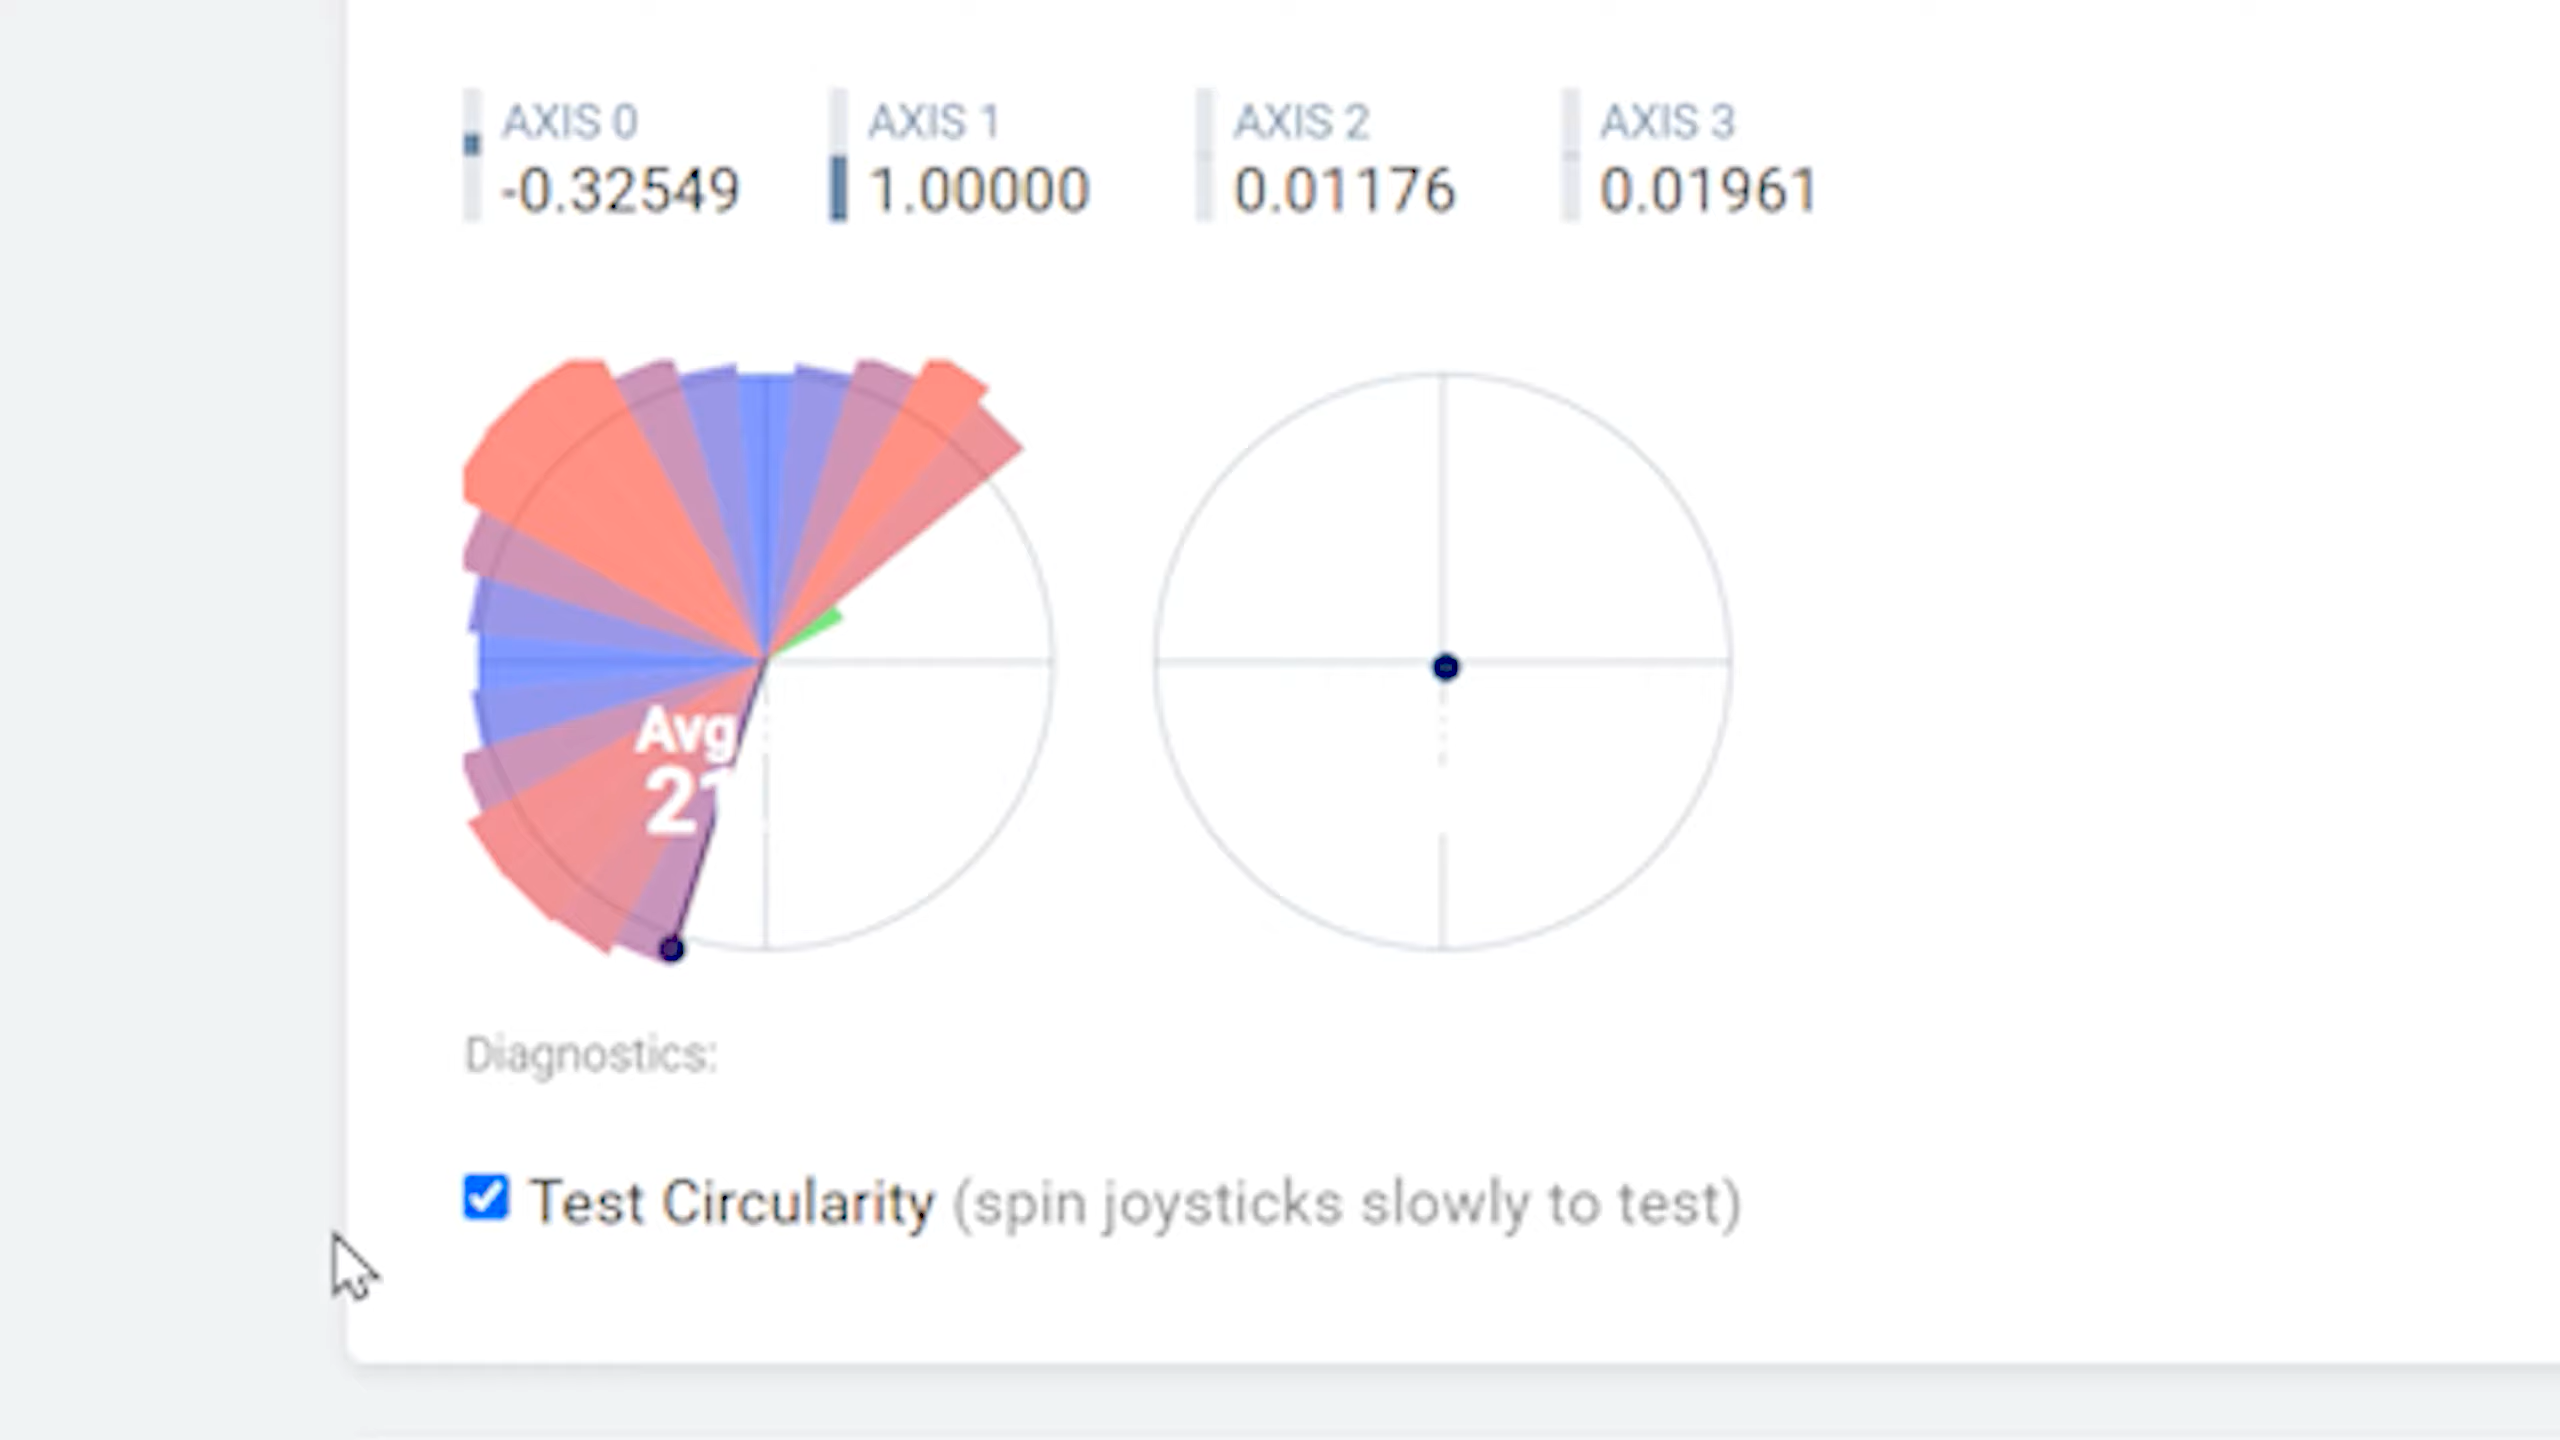 AXIS 0 AXIS 1 AXIS 2 AXIS 3
-0.32549 1.00000 0.01176 0.01961
Avg
Diagnostics:
Test Circularity (spin joysticks slowly to test)